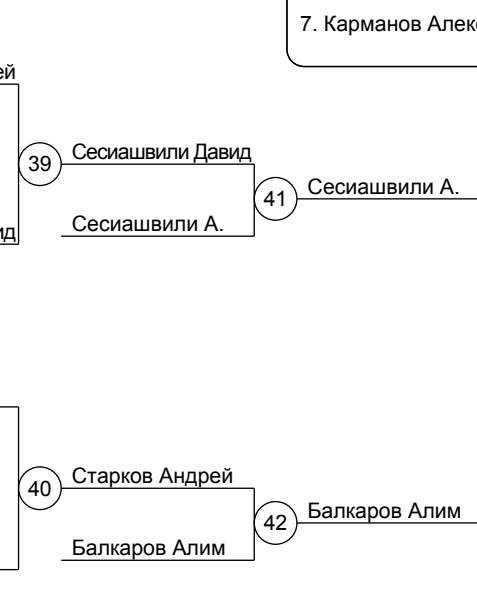 7. Карманов
39
Сесиашвили Давид
41
Сесиашвили А.
Сесиашвили А.
40
Старков Андрей
42
Балкаров Алим
Балкаров Алим